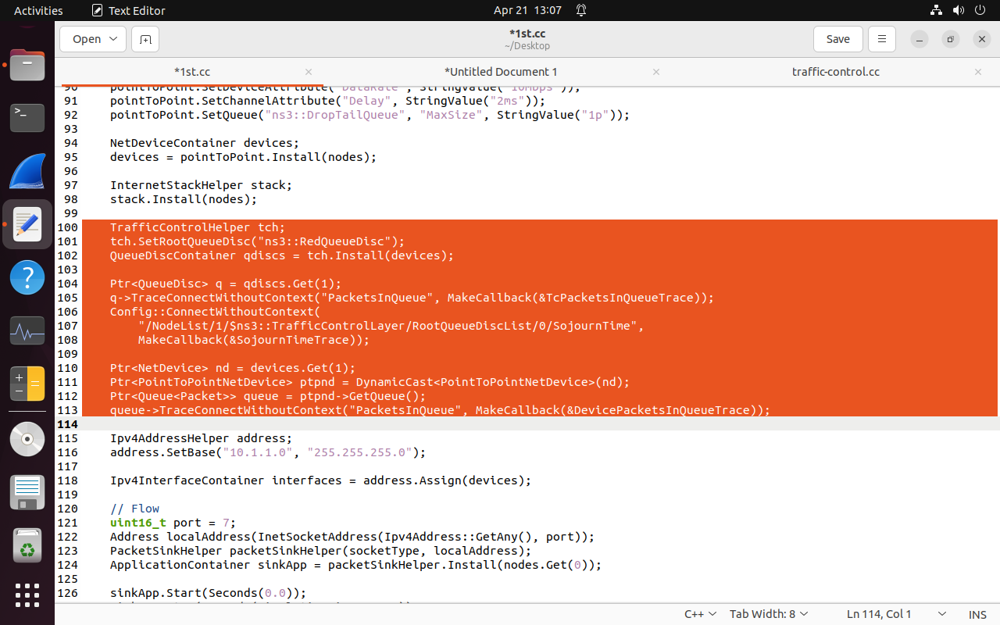 Activities
Text Editor
Apr 21 13:07
Open
*1st.cc
~/Desktop
Save
*1st.cc
*Untitled Document 1
traffic-control.cc
90 pointToPoint.SetDeviceAttribute("DataRate", StringValue("10Mbps"));
91 pointToPoint.SetChannelAttribute("Delay", StringValue("2ms"));
92 pointToPoint.SetQueue("ns3::DropTailQueue", "MaxSize", StringValue("1p"));
93
94 NetDeviceContainer devices;
95 devices = pointToPoint.Install(nodes);
96
97 InternetStackHelper stack;
98 stack.Install(nodes);
99
100 TrafficControlHelper tch;
101 tch.SetRootQueueDisc("ns3::RedQueueDisc");
102 QueueDiscContainer qdiscs = tch.Install(devices);
103
104 Ptr<QueueDisc> q = qdiscs.Get(1);
105 q->TraceConnectWithoutContext("PacketsInQueue", MakeCallback(&TcPacketsInQueueTrace));
106 Config::ConnectWithoutContext(
107 "/NodeList/1/$ns3::TrafficControlLayer/RootQueueDiscList/0/SojournTime",
108 MakeCallback(&SojournTimeTrace));
109
110 Ptr<NetDevice> nd = devices.Get(1);
111 Ptr<PointToPointNetDevice> ptpnd = DynamicCast<PointToPointNetDevice>(nd);
112 Ptr<Queue<Packet>> queue = ptpnd->GetQueue();
113 queue->TraceConnectWithoutContext("PacketsInQueue", MakeCallback(&DevicePacketsInQueueTrace));
114
115 Ipv4AddressHelper address;
116 address.SetBase("10.1.1.0", "255.255.255.0");
117
118 Ipv4InterfaceContainer interfaces = address.Assign(devices);
119
120 // Flow
121 uint16_t port = 7;
122 Address localAddress(InetSocketAddress(Ipv4Address::GetAny(), port));
123 PacketSinkHelper packetSinkHelper(socketType, localAddress);
124 ApplicationContainer sinkApp = packetSinkHelper.Install(nodes.Get(0));
125
126 sinkApp.Start(Seconds(0.0));
C++
Tab Width: 8
Ln 114, Col 1
INS